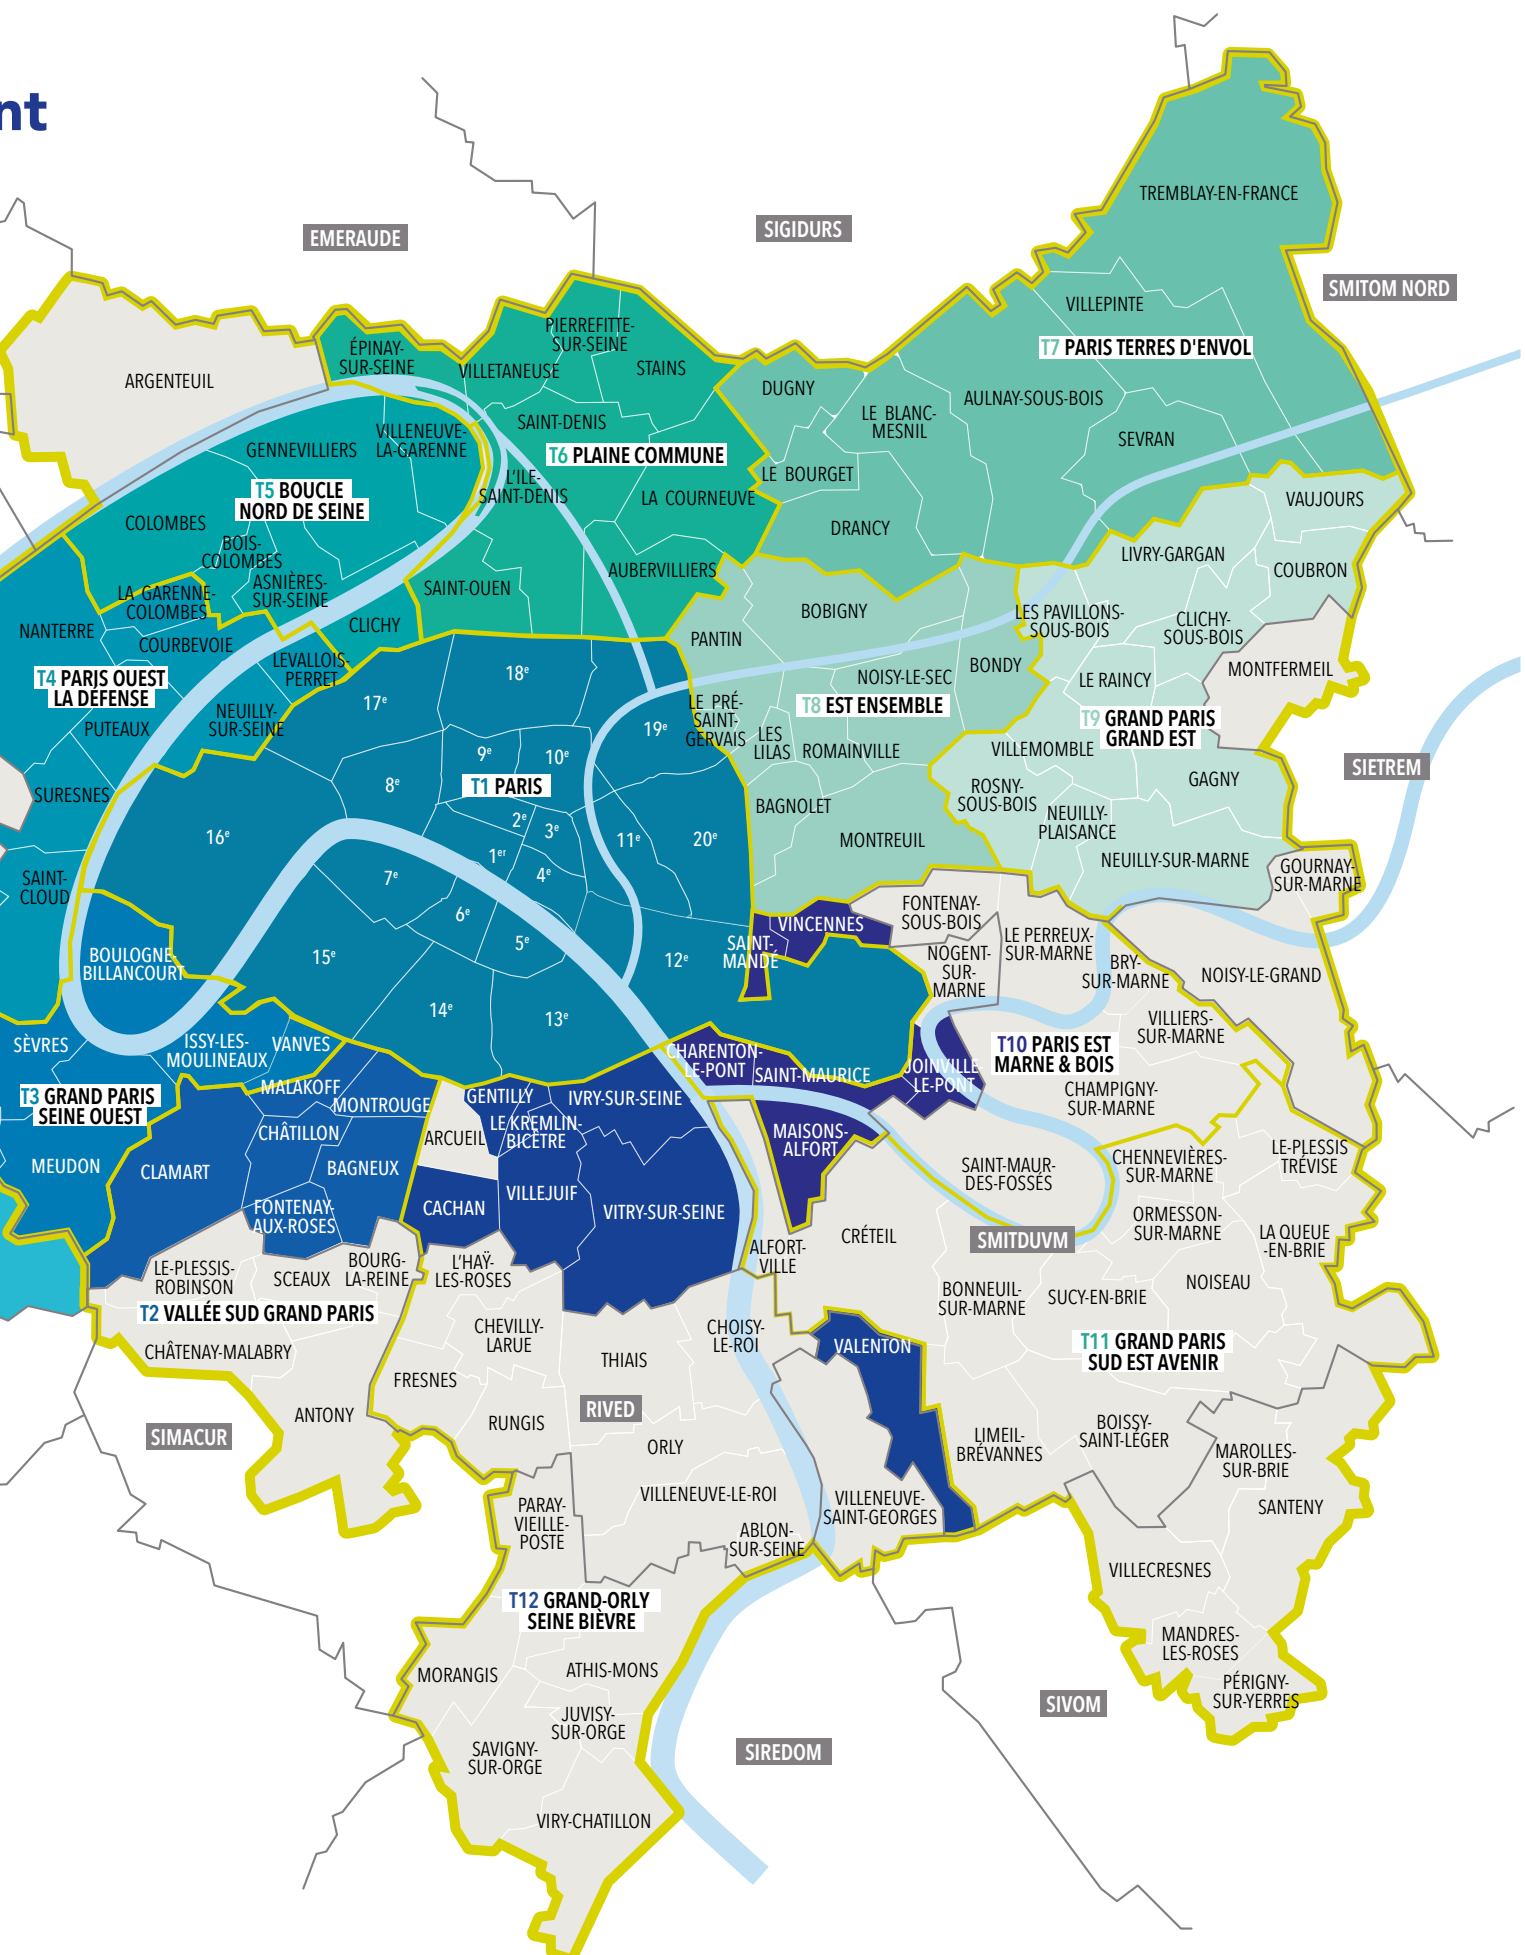 nt
EMERAUDE
SIGIDURS
SMITOM NORD
TREMBLAY-EN-FRANCE
VILLEPINTE
T7 PARIS TERRES D'ENVOL
PIERREFITTE-
SUR-SEINE
ÉPINAY-
SUR-SEINE
VILLETANEUSE
STAINS
ARGENTEUIL
DUGNY
LE BLANC-
MESNIL
AULNAY-SOUS-BOIS
SEVRAN
SAINT-DENIS
VILLENEUVE-
LA-GARENNE
GENNEVILLIERS
T6 PLAINE COMMUNE
L'ILE-
SAINT-DENIS
LA COURNEUVE
LE BOURGET
DRANCY
T5 BOUCLE
NORD DE SEINE
COLOMBES
BOIS-
COLOMBES
ASNIÈRES-
SUR-SEINE
LA GARENNE-
COLOMBES
VAUJOURS
LIVRY-GARGAN
COUBRON
AUBERVILLIERS
SAINT-OUEN
BOBIGNY
LES PAVILLONS-
SOUS-BOIS
CLICHY-
SOUS-BOIS
NANTERRE
COURBEVOIE
CLICHY
LEVALLOIS-
PERRET
PANTIN
NOISY-LE-SEC
BONDY
LE RAINCY
MONTFERMEIL
T4 PARIS OUEST
LA DÉFENSE
PUTEAUX
NEUILLY-
SUR-SEINE
17e
18e
19e
LE PRÉ-
SAINT-
GERVAIS
T8 EST ENSEMBLE
LES
LILAS
ROMAINVILLE
T9 GRAND PARIS
GRAND EST
VILLEMOMBLE
GAGNY
SIETREM
SURESNES
9e
10e
8e
T1 PARIS
16e
2e
3e
1er
4e
11e
20e
7e
6e
5e
BAGNOLET
MONTREUIL
ROSNY-
SOUS-BOIS
NEUILLY-
PLAISANCE
NEUILLY-SUR-MARNE
GOURNAY-
SUR-MARNE
SAINT-
CLOUD
BOULOGNE-
BILLANCOURT
15e
14e
13e
12e
SAINT-
MANDÉ
VINCENNES
FONTENAY-
SOUS-BOIS
NOGENT-
SUR-
MARNE
LE PERREUX-
SUR-MARNE
BRY-
SUR-MARNE
NOISY-LE-GRAND
VILLIERS-
SUR-MARNE
T10 PARIS EST
MARNE & BOIS
CHAMPIGNY-
SUR-MARNE
SÈVRES
ISSY-LES-
MOULINEAUX
VANVES
CHARENTON-
LE-PONT
SAINT-MAURICE
JOINVILLE-
LE-PONT
T3 GRAND PARIS
SEINE OUEST
MALAKOFF
MONTROUGE
GENTILLY
IVRY-SUR-SEINE
LE KREMLIN-
BICÊTRE
ARCUEIL
CHÂTILLON
MAISONS-
ALFORT
MEUDON
CLAMART
BAGNEUX
VILLEJUIF
VITRY-SUR-SEINE
CACHAN
FONTENAY-
AUX-ROSES
SAINT-MAUR-
DES-FOSSÉS
CHENNEVIÈRES-
SUR-MARNE
LE-PLESSIS
TRÉVISE
ORMESSON-
SUR-MARNE
LA QUEUE
-EN-BRIE
CRÉTEIL
SMITDUVM
ALFORT-
VILLE
LE-PLESSIS-
ROBINSON
SCEAUX
BOURG-
LA-REINE
L'HAŸ-
LES-ROSES
T2 VALLÉE SUD GRAND PARIS
CHÂTENAY-MALABRY
BONNEUIL-
SUR-MARNE
SUCY-EN-BRIE
NOISEAU
T11 GRAND PARIS
SUD EST AVENIR
CHEVILLY-
LARUE
THIAIS
CHOISY-
LE-ROI
VALENTON
FRESNES
ANTONY
RUNGIS
RIVED
SIMACUR
ORLY
LIMEIL-
BRÉVANNES
BOISSY-
SAINT-LÉGER
MAROLLES-
SUR-BRIE
SANTENY
PARAY-
VIEILLE-
POSTE
VILLENEUVE-LE-ROI
ABLON-
SUR-SEINE
VILLENEUVE-
SAINT-GEORGES
VILLECRESNES
T12 GRAND-ORLY
SEINE BIÈVRE
MANDRES-
LES-ROSES
PÉRIGNY-
SUR-YERRES
MORANGIS
ATHIS-MONS
JUVISY-
SUR-ORGE
SAVIGNY-
SUR-ORGE
SIVOM
SIREDOM
VIRY-CHATILLON